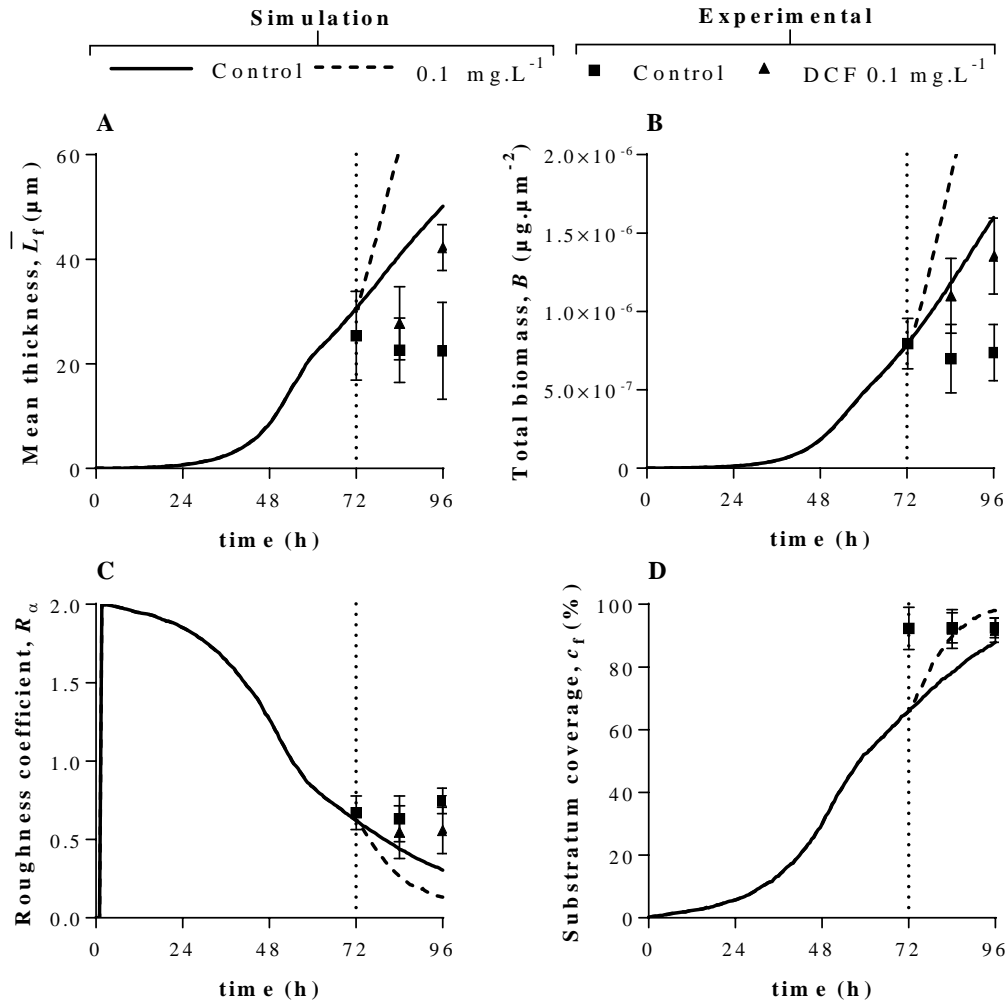 Simulation
Experimental
Control
0.1 mg.L⁻¹
Control
DCF 0.1 mg.L⁻¹
A
Mean thickness, L̅f (µm)
60
40
20
0
0 24 48 72 96
time (h)
B
Total biomass, B (µg.µm⁻²)
2.0×10⁻⁶
1.5×10⁻⁶
1.0×10⁻⁶
5.0×10⁻⁷
0
0 24 48 72 96
time (h)
C
Roughness coefficient, Rα
2.0
1.5
1.0
0.5
0.0
0 24 48 72 96
time (h)
D
Substratum coverage, cf (%)
100
80
60
40
20
0
0 24 48 72 96
time (h)